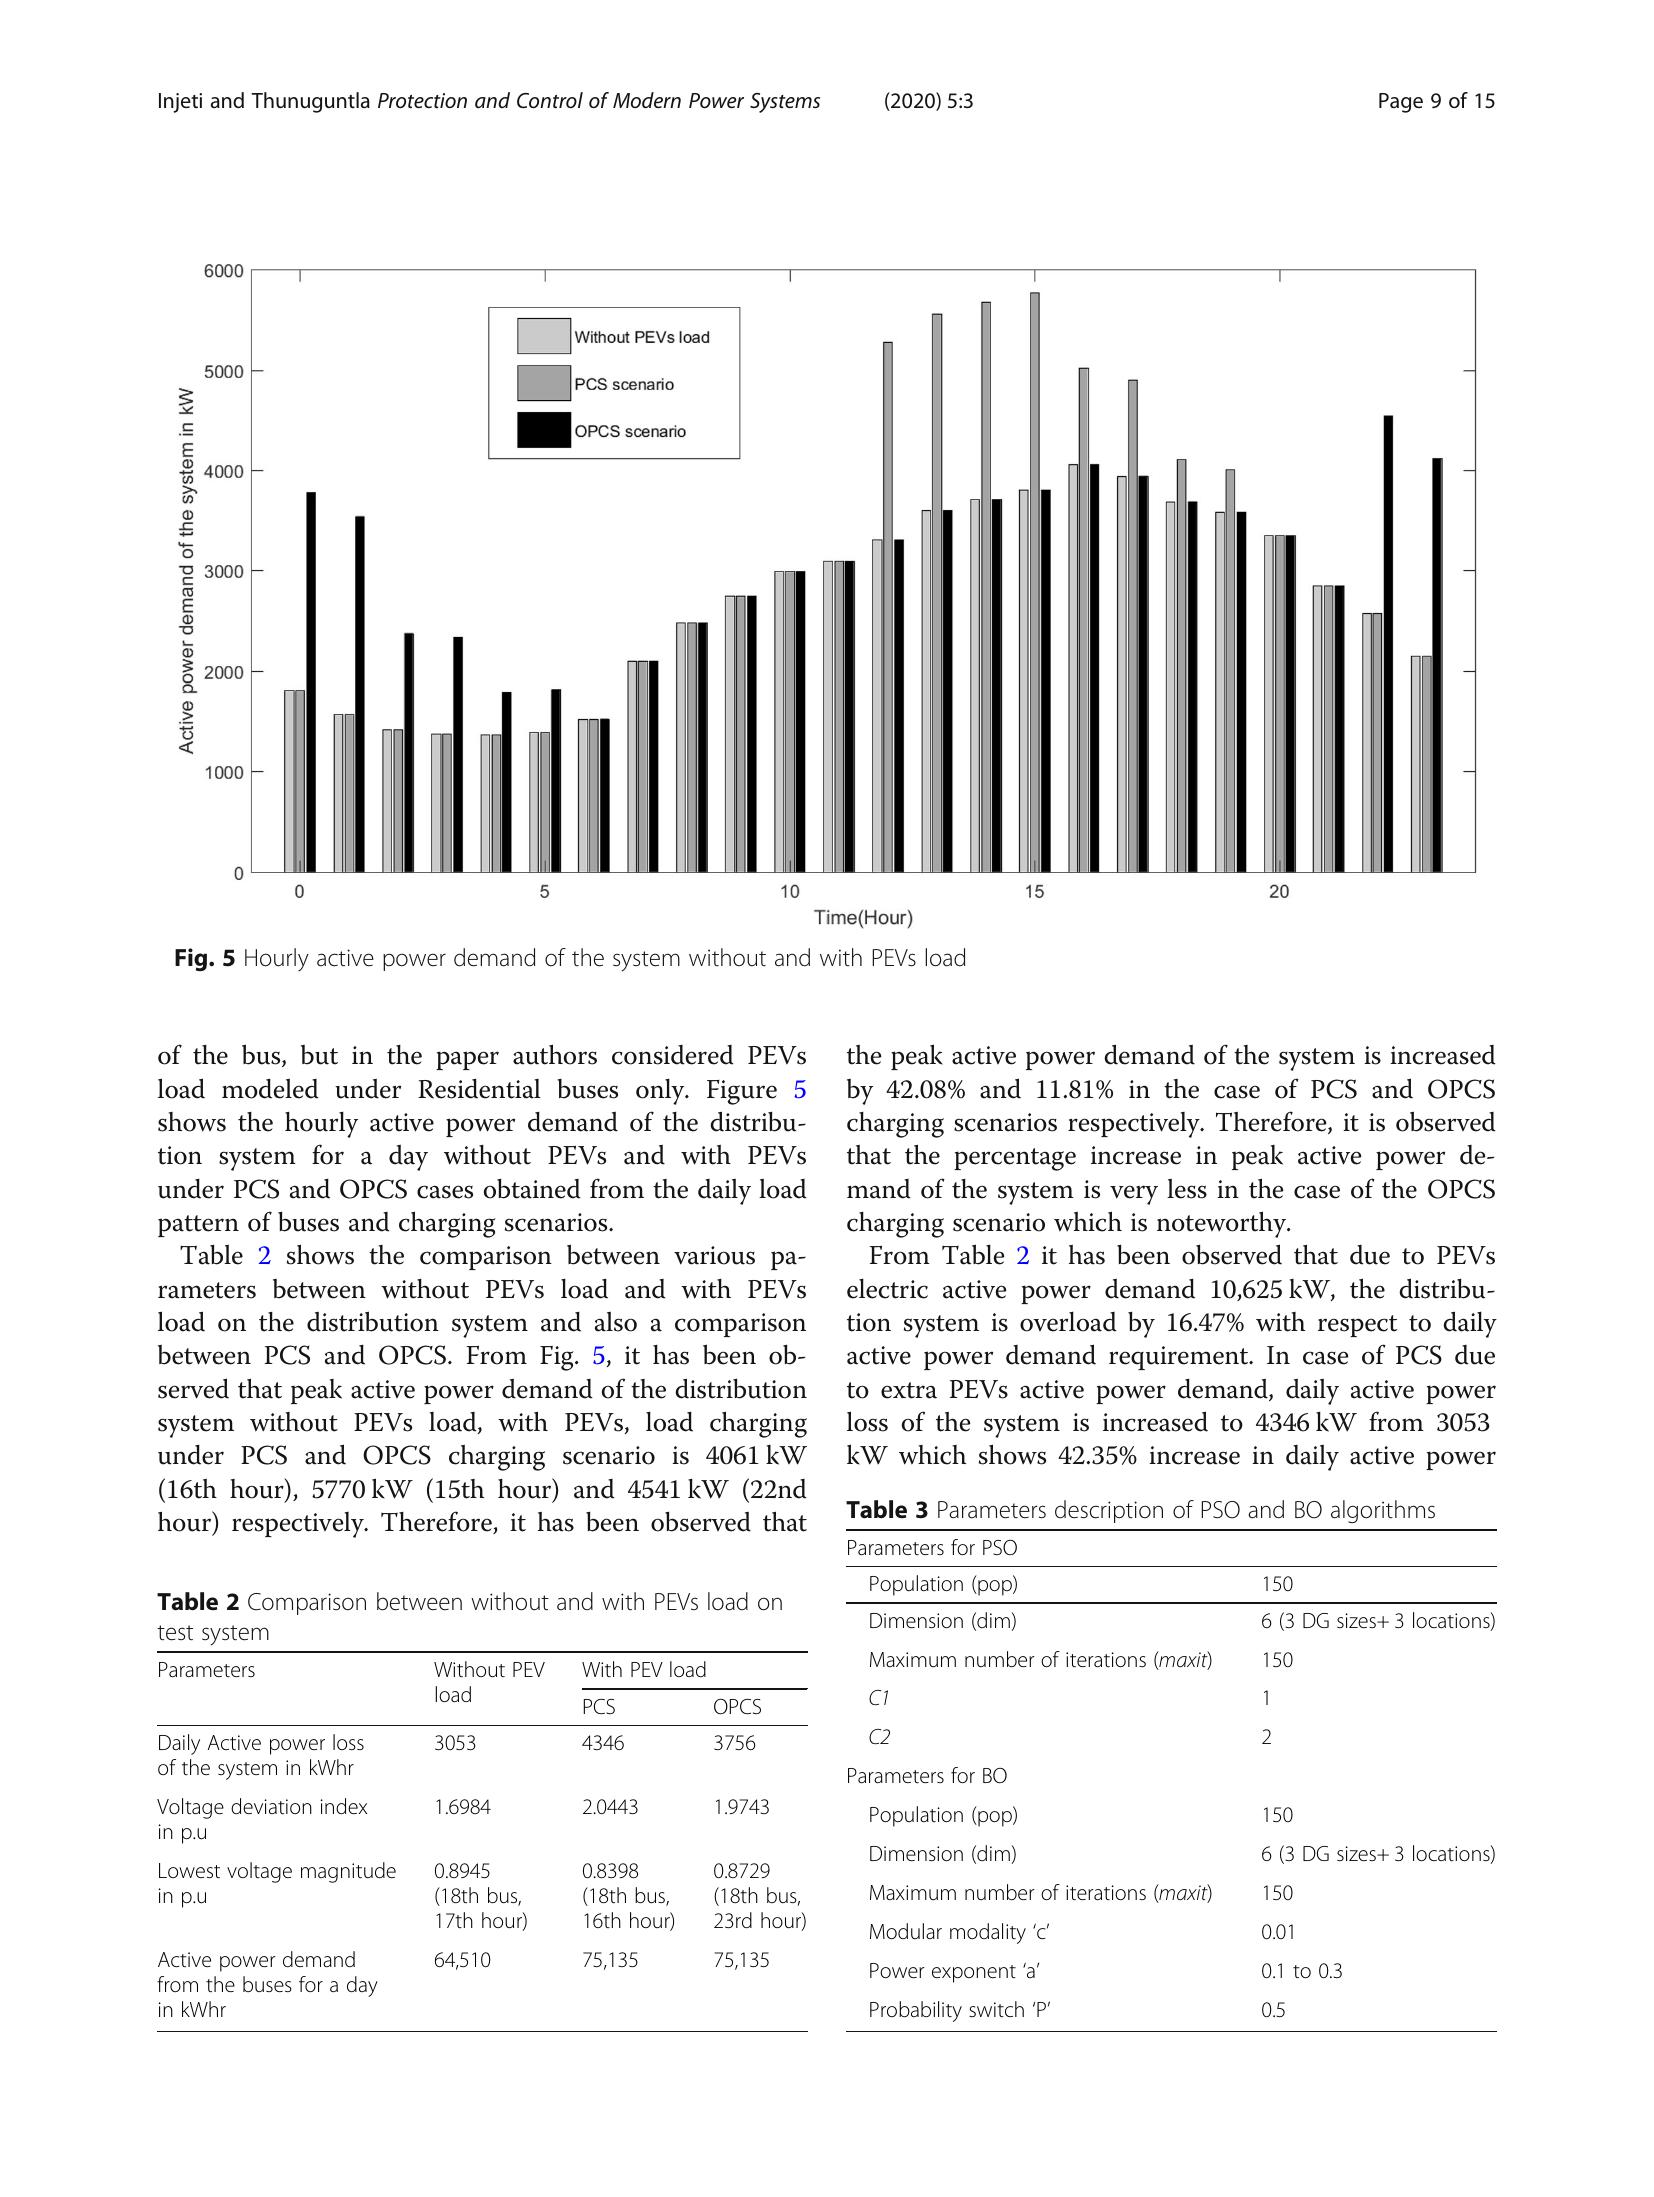 Injeti and Thunuguntla Protection and Control of Modern Power Systems (2020) 5:3 Page 9 of 15
6000
5000
4000
3000
2000
1000
0
Active power demand of the system in kW
Without PEVs load
PCS scenario
OPCS scenario
0 5 10 15 20
Time(Hour)
Fig. 5 Hourly active power demand of the system without and with PEVs load
of the bus, but in the paper authors considered PEVs
load modeled under Residential buses only. Figure 5
shows the hourly active power demand of the distribu-
tion system for a day without PEVs and with PEVs
under PCS and OPCS cases obtained from the daily load
pattern of buses and charging scenarios.
Table 2 shows the comparison between various pa-
rameters between without PEVs load and with PEVs
load on the distribution system and also a comparison
between PCS and OPCS. From Fig. 5, it has been ob-
served that peak active power demand of the distribution
system without PEVs load, with PEVs, load charging
under PCS and OPCS charging scenario is 4061 kW
(16th hour), 5770 kW (15th hour) and 4541 kW (22nd
hour) respectively. Therefore, it has been observed that
Table 2 Comparison between without and with PEVs load on
test system
Parameters Without PEV With PEV load
load
PCS OPCS
Daily Active power loss 3053 4346 3756
of the system in kWhr
Voltage deviation index 1.6984 2.0443 1.9743
in p.u
Lowest voltage magnitude 0.8945 0.8398 0.8729
in p.u (18th bus, (18th bus, (18th bus,
17th hour) 16th hour) 23rd hour)
Active power demand 64,510 75,135 75,135
from the buses for a day
in kWhr
the peak active power demand of the system is increased
by 42.08% and 11.81% in the case of PCS and OPCS
charging scenarios respectively. Therefore, it is observed
that the percentage increase in peak active power de-
mand of the system is very less in the case of the OPCS
charging scenario which is noteworthy.
From Table 2 it has been observed that due to PEVs
electric active power demand 10,625 kW, the distribu-
tion system is overload by 16.47% with respect to daily
active power demand requirement. In case of PCS due
to extra PEVs active power demand, daily active power
loss of the system is increased to 4346 kW from 3053
kW which shows 42.35% increase in daily active power
Table 3 Parameters description of PSO and BO algorithms
Parameters for PSO
Population (pop) 150
Dimension (dim) 6 (3 DG sizes+ 3 locations)
Maximum number of iterations (maxit) 150
C1 1
C2 2
Parameters for BO
Population (pop) 150
Dimension (dim) 6 (3 DG sizes+ 3 locations)
Maximum number of iterations (maxit) 150
Modular modality ‘c’ 0.01
Power exponent ‘a’ 0.1 to 0.3
Probability switch ‘P’ 0.5